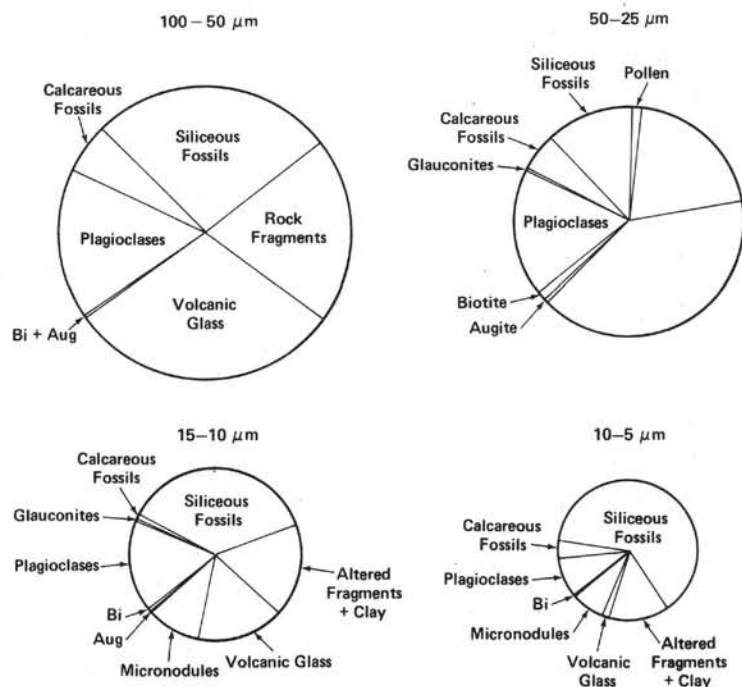 100 – 50 μm
Calcareous
Fossils
Siliceous
Fossils
Rock
Fragments
Plagioclases
Volcanic
Glass
Bi + Aug
50–25 μm
Siliceous
Fossils
Pollen
Calcareous
Fossils
Glauconites
Plagioclases
Biotite
Augite
15–10 μm
Calcareous
Fossils
Siliceous
Fossils
Glauconites
Plagioclases
Altered
Fragments
+ Clay
Bi
Aug
Micronodules
Volcanic Glass
10–5 μm
Siliceous
Fossils
Calcareous
Fossils
Plagioclases
Bi
Micronodules
Volcanic
Glass
Altered
Fragments
+ Clay